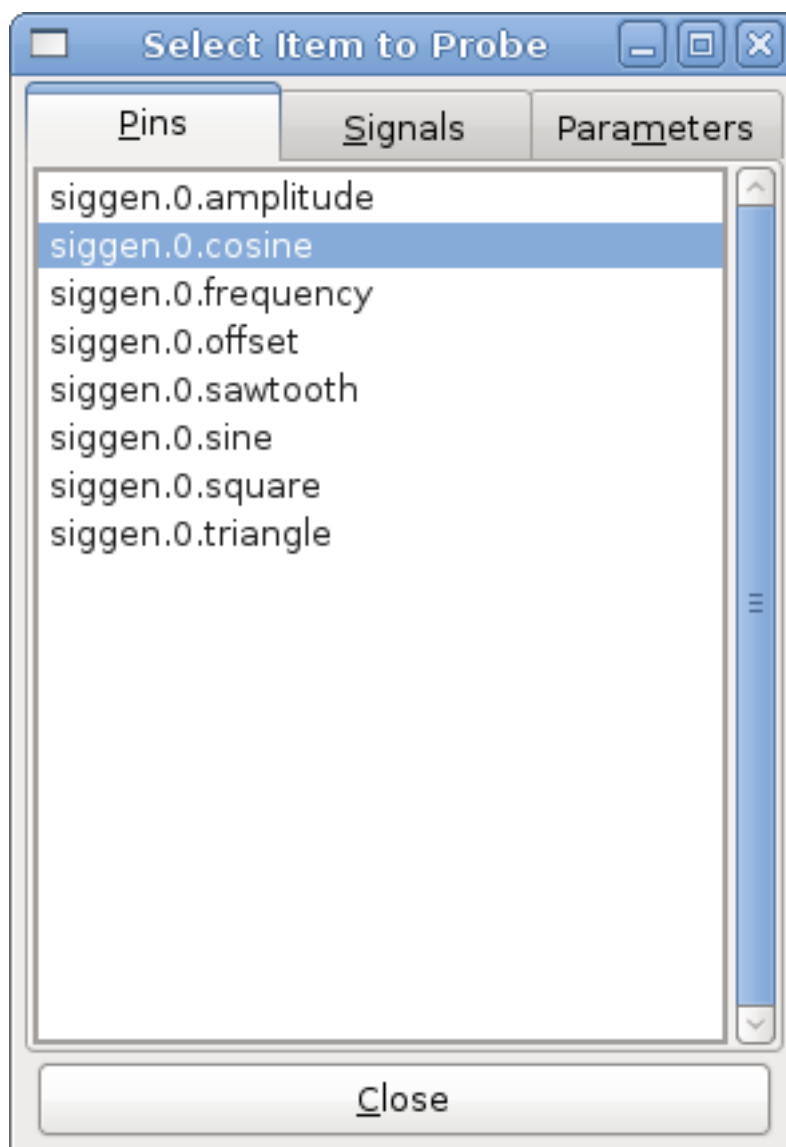 Select Item to Probe
Pins Signals Parameters
siggen.0.amplitude
siggen.0.cosine
siggen.0.frequency
siggen.0.offset
siggen.0.sawtooth
siggen.0.sine
siggen.0.square
siggen.0.triangle
Close